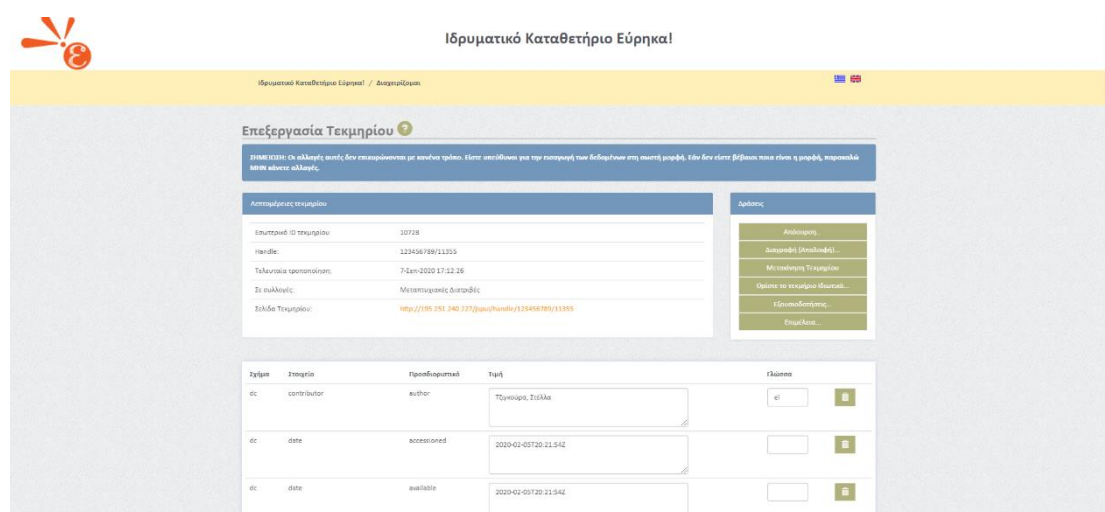 Ιδρυματικό Καταθετήριο Εύρηκα!
Ιδρυματικό Καταθετήριο Εύρηκα! / Διαχειρίζομαι
Επεξεργασία Τεκμηρίου ?
ΣΗΜΕΙΩΣΗ: Οι αλλαγές αυτές δεν επικυρώνονται με κανένα τρόπο. Είστε υπεύθυνοι για την εισαγωγή των δεδομένων στη σωστή μορφή. Εάν δεν είστε βέβαιοι ποια είναι η μορφή, παρακαλώ
ΜΗΝ κάνετε αλλαγές.
Λεπτομέρειες τεκμηρίου
Εσωτερικό ID τεκμηρίου: 10728
Handle: 123456789/11355
Τελευταία τροποποίηση: 7-Σεπ-2020 17:12:26
Σε συλλογές: Μεταπτυχιακές Διατριβές
Σελίδα Τεκμηρίου: http://195.251.240.227/jspui/handle/123456789/11355
Δράσεις
Απόσυρση...
Διαγραφή (Απαλοιφή)...
Μετακίνηση Τεκμηρίου
Ορίστε το τεκμήριο Ιδιωτικό...
Εξουσιοδοτήσεις...
Επιμέλεια...
Σχήμα Στοιχείο Προσδιοριστικό Τιμή Γλώσσα
dc contributor author Τζιγκούρα, Στέλλα el
dc date accessioned 2020-02-05T20:21:54Z
dc date available 2020-02-05T20:21:54Z